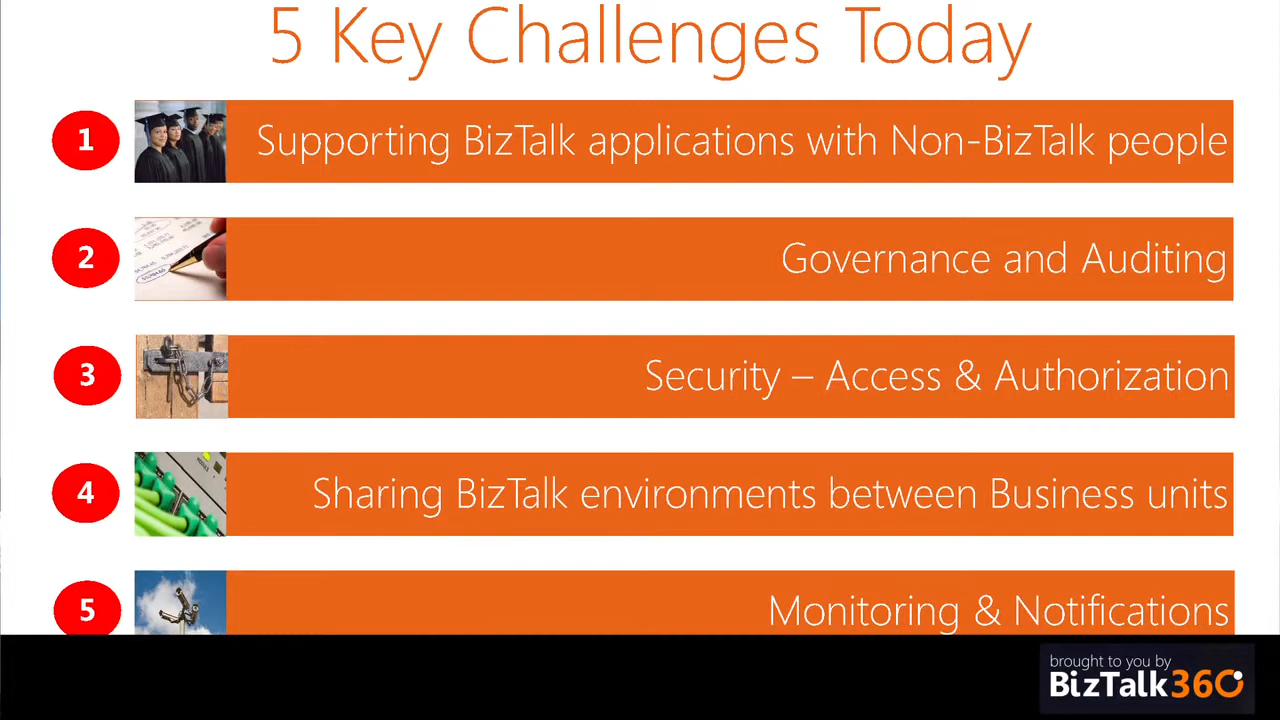 5 Key Challenges Today
1
Supporting BizTalk applications with Non-BizTalk people
2
Governance and Auditing
3
Security – Access & Authorization
4
Sharing BizTalk environments between Business units
5
Monitoring & Notifications
brought to you by
BizTalk360